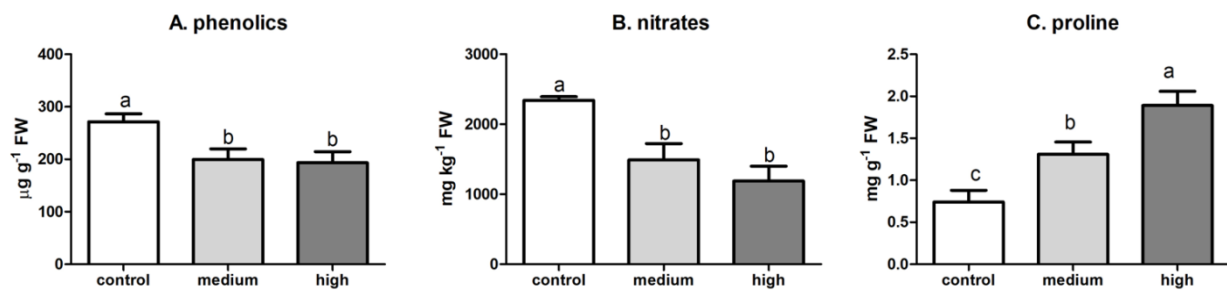 A. phenolics
400
300
200
100
0
µg g-1 FW
a
b
b
control medium high
B. nitrates
3000
2000
1000
0
mg kg-1 FW
a
b
b
control medium high
C. proline
2.5
2.0
1.5
1.0
0.5
0.0
mg g-1 FW
c
b
a
control medium high